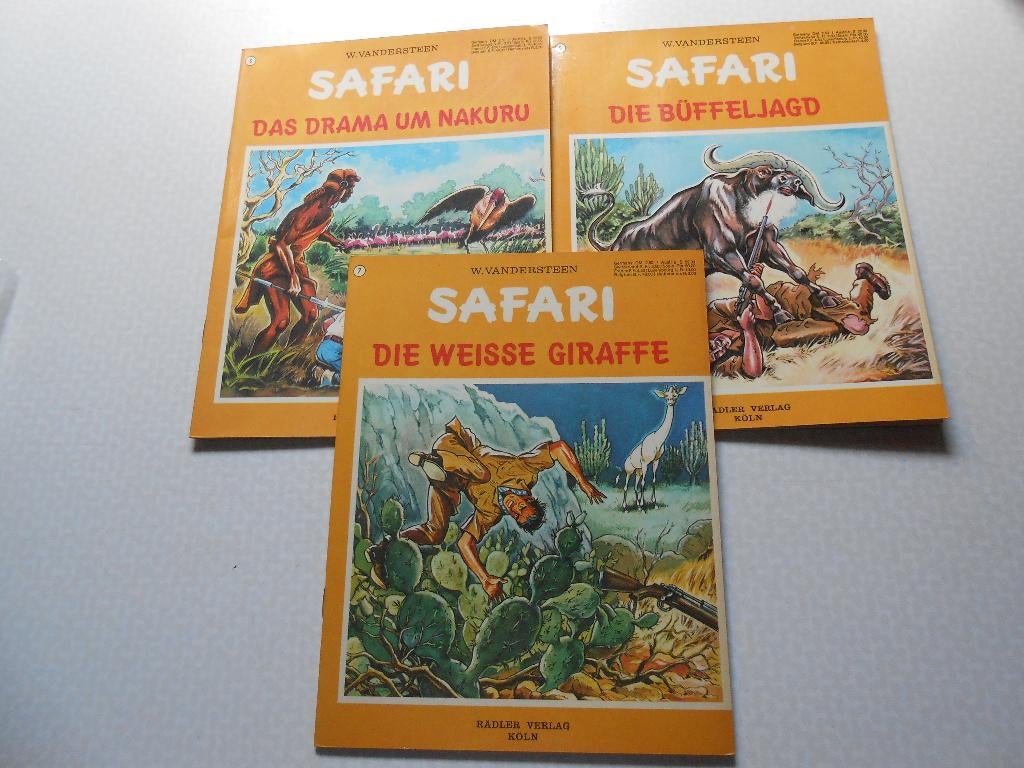 W. VANDERSTEEN
SAFARI
DAS DRAMA UM NAKURU
W. VANDERSTEEN
SAFARI
DIE BÜFFELJAGD
ADLER VERLAG
KÖLN
7
W. VANDERSTEEN
SAFARI
DIE WEISSE GIRAFFE
RÄDLER VERLAG
KÖLN